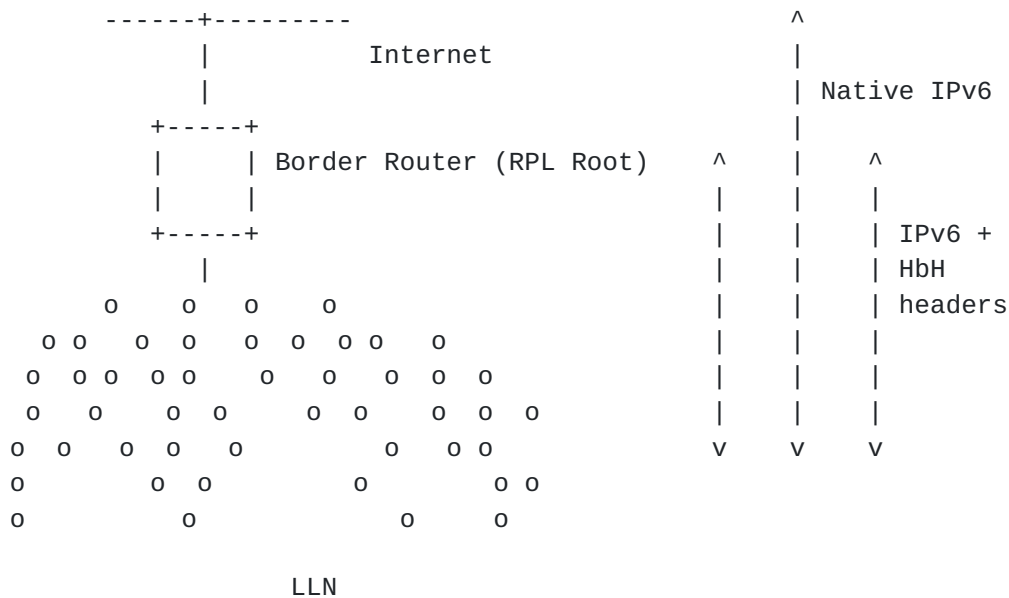 ------+---------                            ^
|          Internet                   |
|                                     | Native IPv6
+-----+                                  |
|     | Border Router (RPL Root)    ^    |    ^
|     |                             |    |    |
+-----+                             |    |    | IPv6 +
|                                |    |    | HbH
o    o   o    o                        |    |    | headers
o o   o  o   o  o  o o   o                 |    |    |
o  o o  o o    o   o   o  o  o              |    |    |
o   o    o  o     o  o    o  o  o           |    |    |
o  o   o  o   o         o   o o              v    v    v
o        o  o         o        o o
o          o             o     o
LLN